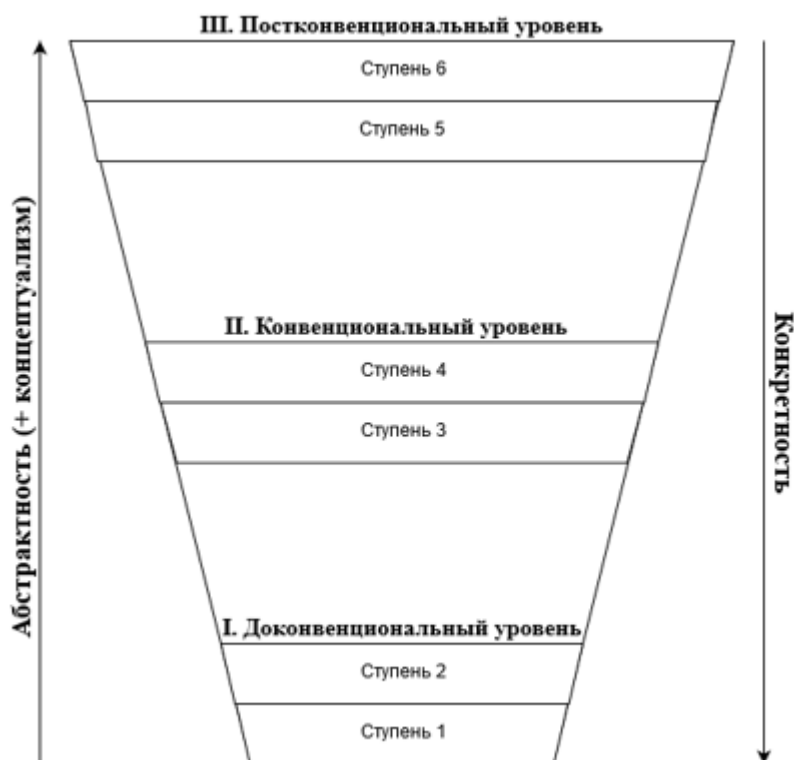 III. Постконвенциональный уровень
Ступень 6
Ступень 5
II. Конвенциональный уровень
Ступень 4
Ступень 3
I. Доконвенциональный уровень
Ступень 2
Ступень 1
Абстрактность (+ концептуализм)
Конкретность